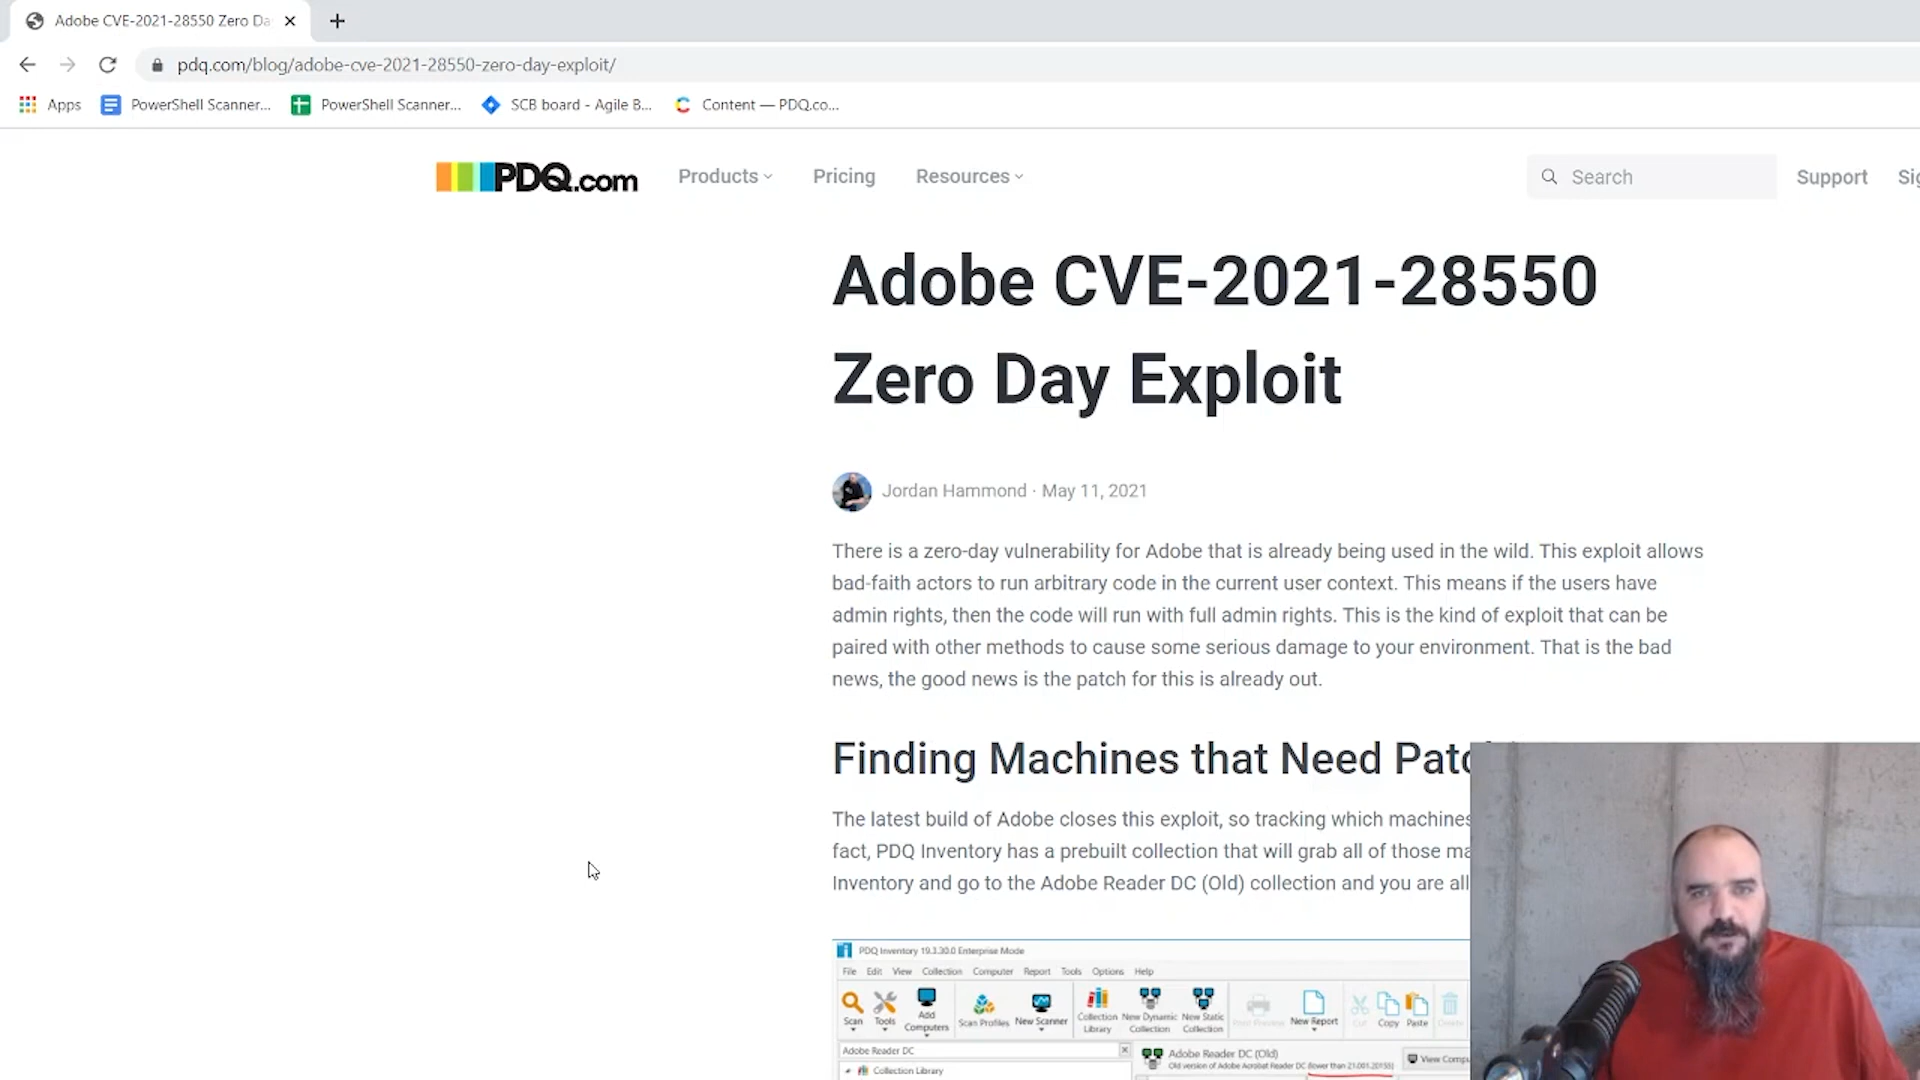 Adobe CVE-2021-28550 Zero Da
pdq.com/blog/adobe-cve-2021-28550-zero-day-exploit/
Apps PowerShell Scanner... PowerShell Scanner... SCB board - Agile B... Content — PDQ.co...
PDQ.com Products Pricing Resources Search Support Sig
Adobe CVE-2021-28550
Zero Day Exploit
Jordan Hammond · May 11, 2021
There is a zero-day vulnerability for Adobe that is already being used in the wild. This exploit allows
bad-faith actors to run arbitrary code in the current user context. This means if the users have
admin rights, then the code will run with full admin rights. This is the kind of exploit that can be
paired with other methods to cause some serious damage to your environment. That is the bad
news, the good news is the patch for this is already out.
Finding Machines that Need Patc
The latest build of Adobe closes this exploit, so tracking which machines
fact, PDQ Inventory has a prebuilt collection that will grab all of those ma
Inventory and go to the Adobe Reader DC (Old) collection and you are all
PDQ Inventory 19.3.30.0 Enterprise Mode
File Edit View Collection Computer Report Tools Options Help
Scan Tools Add Computers Scan Profiles New Scanner Collection Library New Dynamic Collection New Static Collection Print Preview New Report Cut Copy Paste Delete
Adobe Reader DC
Adobe Reader DC (Old)
Old version of Adobe Acrobat Reader DC (lower than 21.001.20155)
View Compu
Collection Library